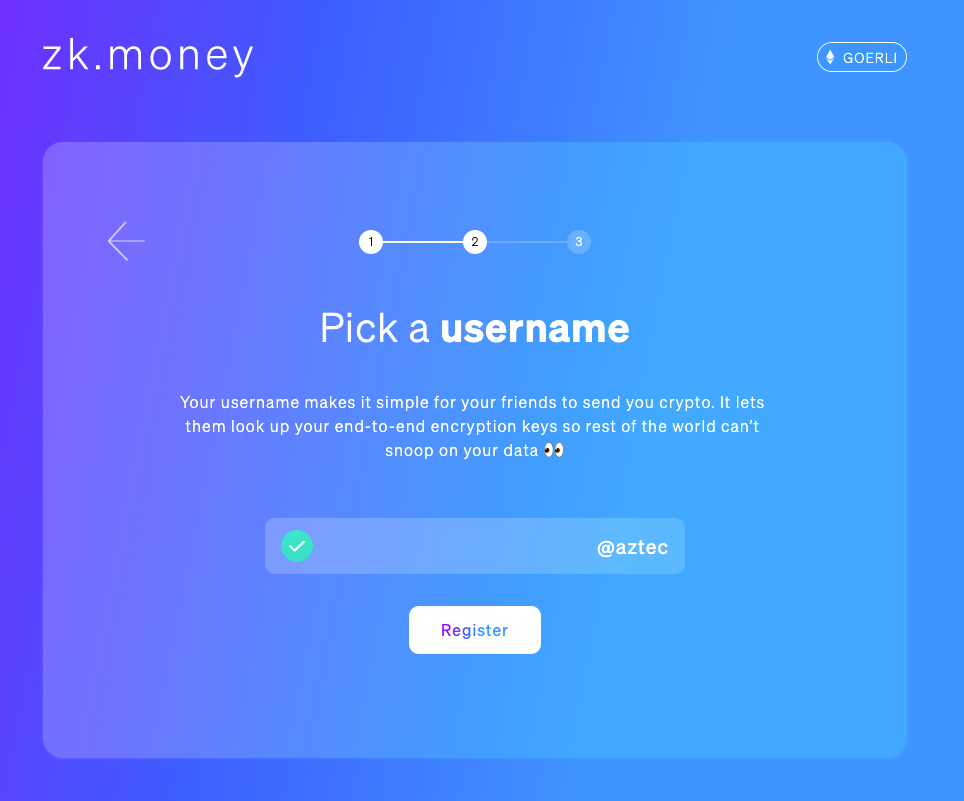 zk.money
GOERLI
1
2
3
Pick a username
Your username makes it simple for your friends to send you crypto. It lets
them look up your end-to-end encryption keys so rest of the world can’t
snoop on your data 👀
@aztec
Register